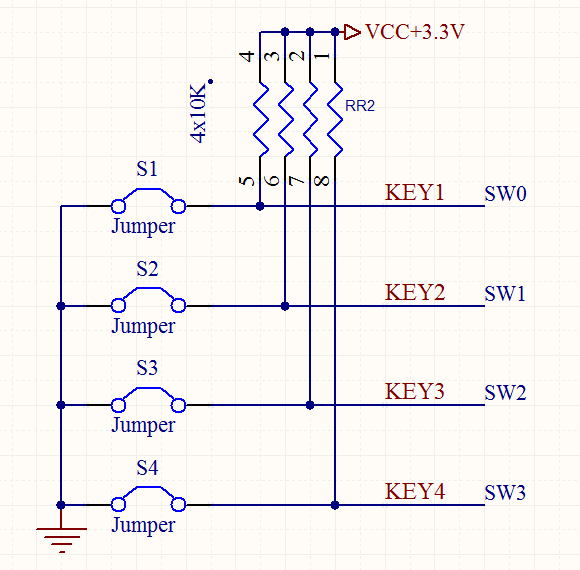 VCC+3.3V
4 3 2 1
4x10K
RR2
5 6 7 8
S1
KEY1 SW0
Jumper
S2
KEY2 SW1
Jumper
S3
KEY3 SW2
Jumper
S4
KEY4 SW3
Jumper